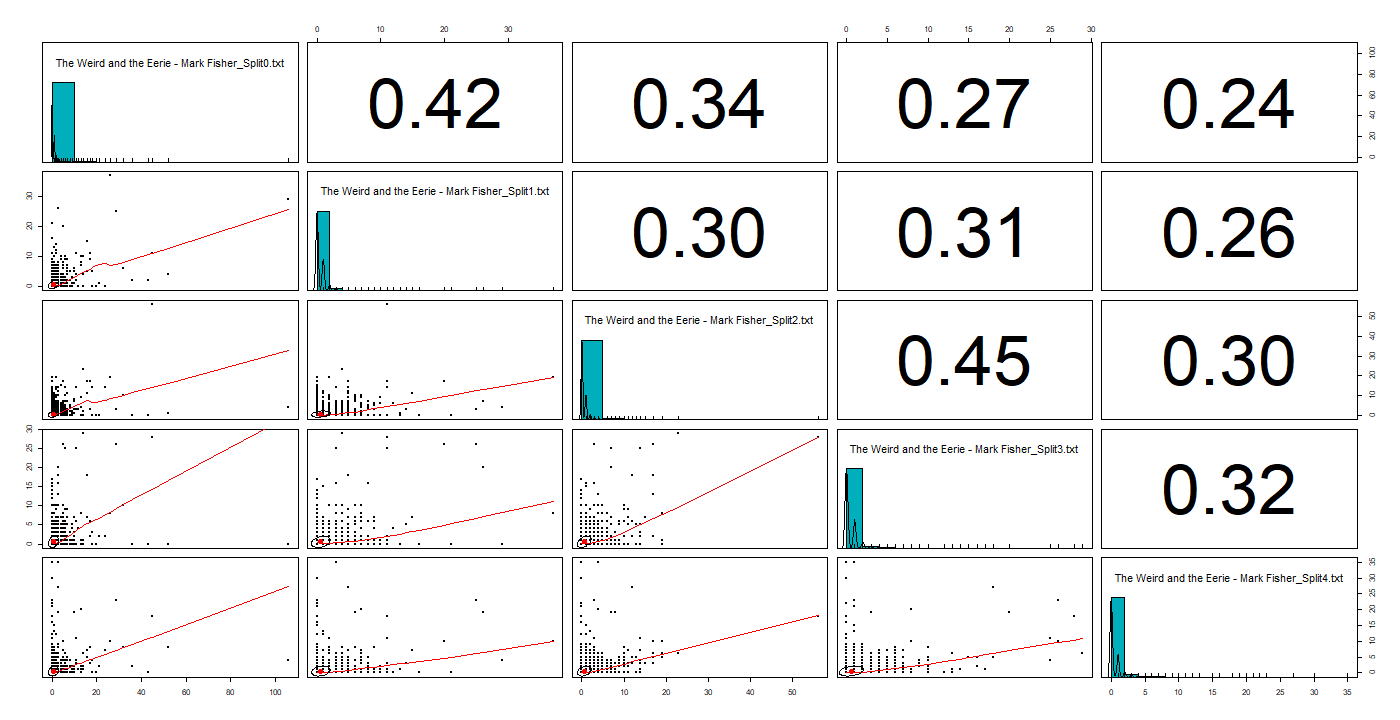 0 10 20 30 0 5 10 15 20 25 30
The Weird and the Eerie - Mark Fisher_Split0.txt
0.42
0.34
0.27
0.24
0 20 40 60 80 100
0 10 20 30
The Weird and the Eerie - Mark Fisher_Split1.txt
0.30
0.31
0.26
The Weird and the Eerie - Mark Fisher_Split2.txt
0.45
0.30
0 10 20 30 40 50
0 5 10 15 20 25 30
The Weird and the Eerie - Mark Fisher_Split3.txt
0.32
The Weird and the Eerie - Mark Fisher_Split4.txt
0 5 10 15 20 25 30 35
0 20 40 60 80 100 0 10 20 30 40 50 0 5 10 15 20 25 30 35